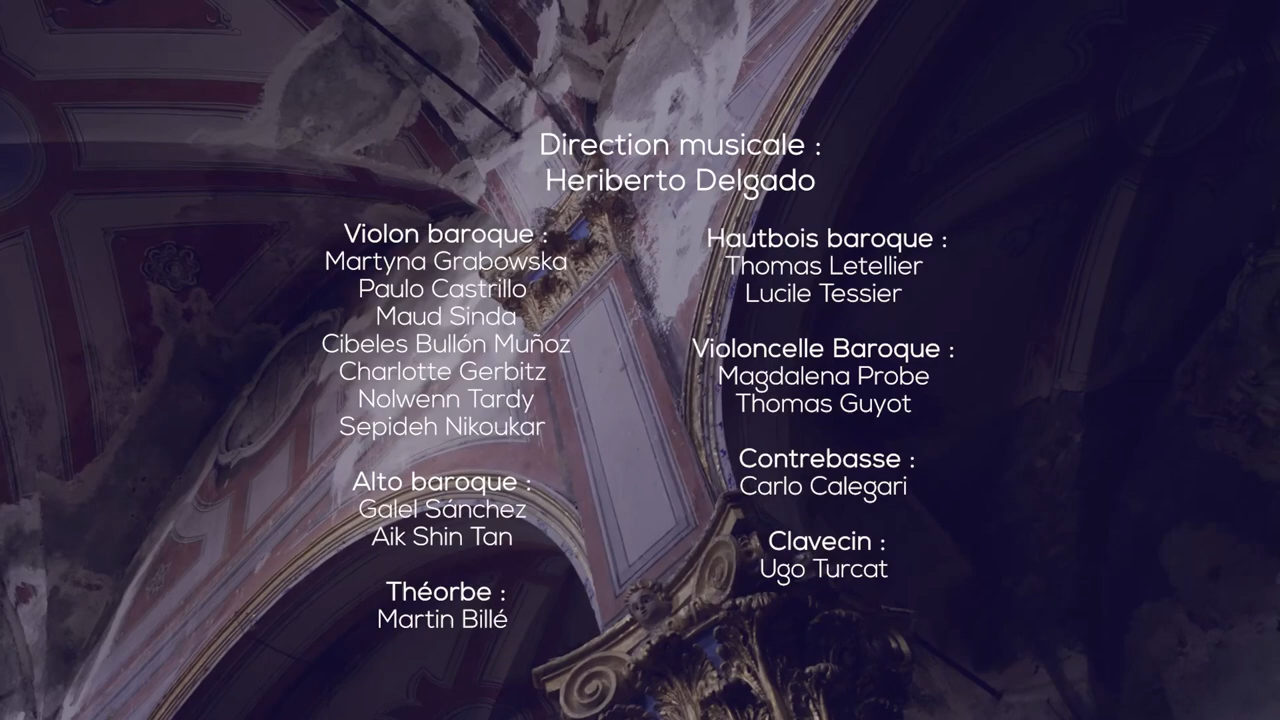 Direction musicale :
Heriberto Delgado
Violon baroque :
Martyna Grabowska
Paulo Castrillo
Maud Sinda
Cibeles Bullón Muñoz
Charlotte Gerbitz
Nolwenn Tardy
Sepideh Nikoukar
Alto baroque :
Galel Sánchez
Aik Shin Tan
Théorbe :
Martin Billé
Hautbois baroque :
Thomas Letellier
Lucile Tessier
Violoncelle Baroque :
Magdalena Probe
Thomas Guyot
Contrebasse :
Carlo Calegari
Clavecin :
Ugo Turcat